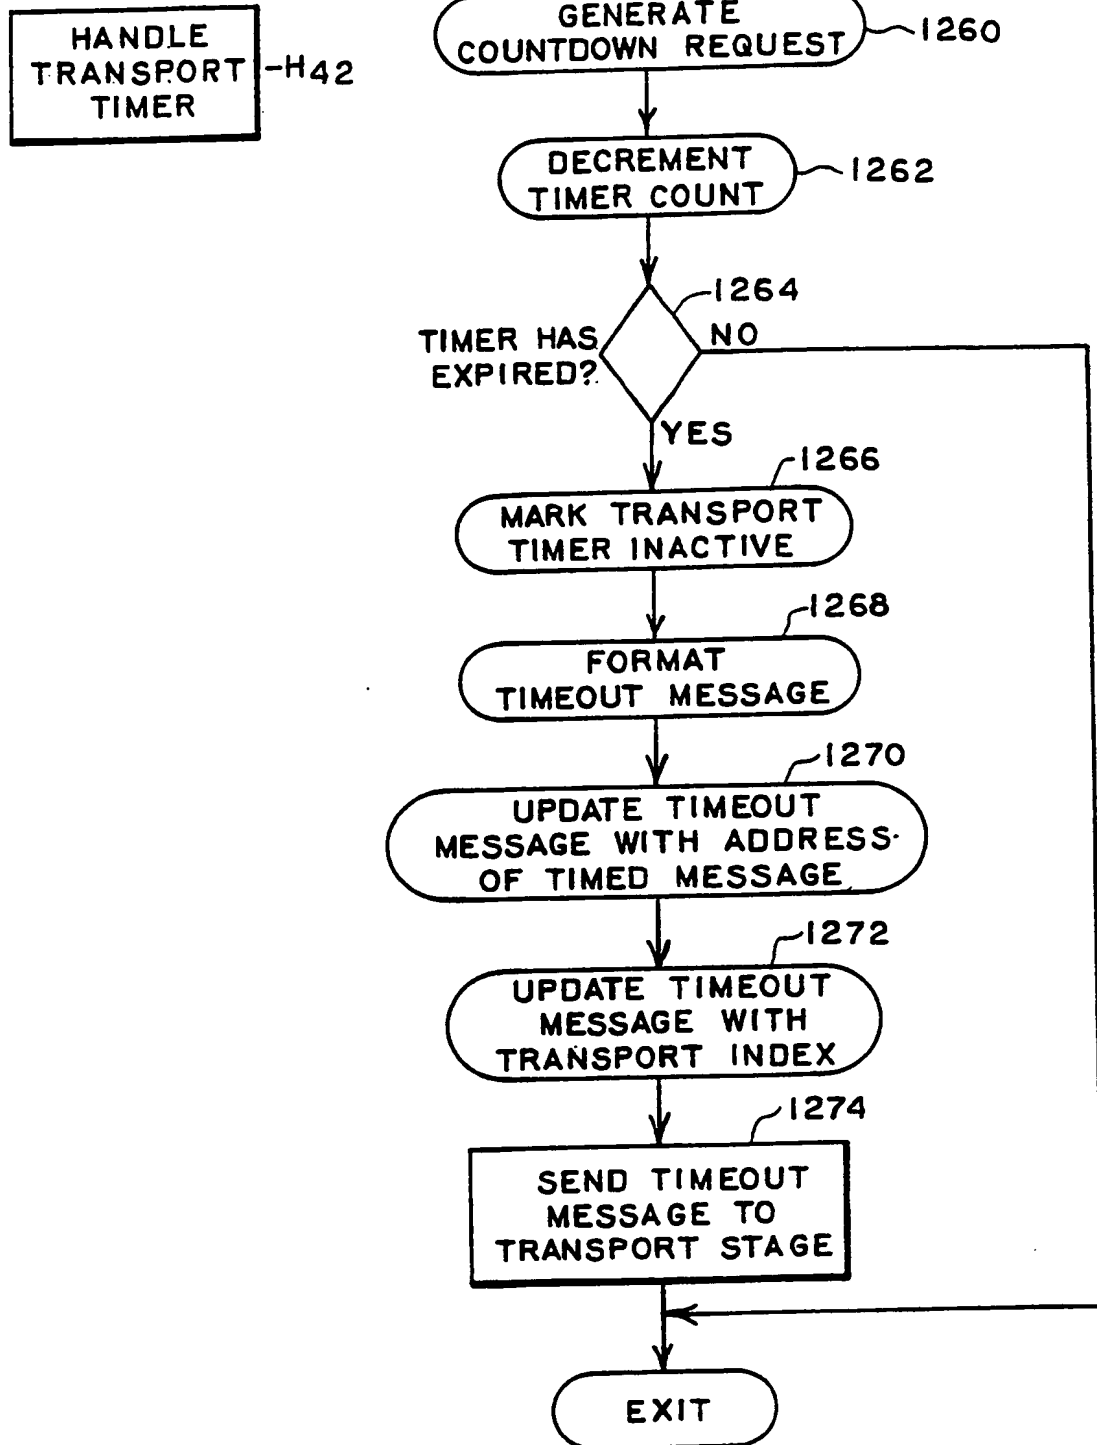 HANDLE
TRANSPORT
TIMER
H42
GENERATE
COUNTDOWN REQUEST
1260
DECREMENT
TIMER COUNT
1262
1264
TIMER HAS
EXPIRED?
NO
YES
1266
MARK TRANSPORT
TIMER INACTIVE
1268
FORMAT
TIMEOUT MESSAGE
1270
UPDATE TIMEOUT
MESSAGE WITH ADDRESS
OF TIMED MESSAGE
1272
UPDATE TIMEOUT
MESSAGE WITH
TRANSPORT INDEX
1274
SEND TIMEOUT
MESSAGE TO
TRANSPORT STAGE
EXIT